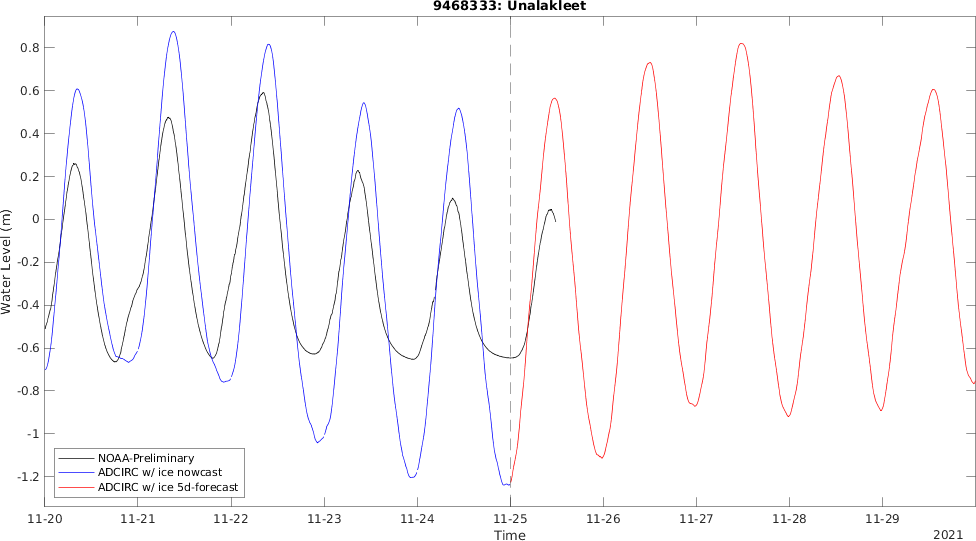 9468333: Unalakleet
Water Level (m)
0.8
0.6
0.4
0.2
0
-0.2
-0.4
-0.6
-0.8
-1
-1.2
NOAA-Preliminary
ADCIRC w/ ice nowcast
ADCIRC w/ ice 5d-forecast
11-20 11-21 11-22 11-23 11-24 11-25 11-26 11-27 11-28 11-29
Time
2021